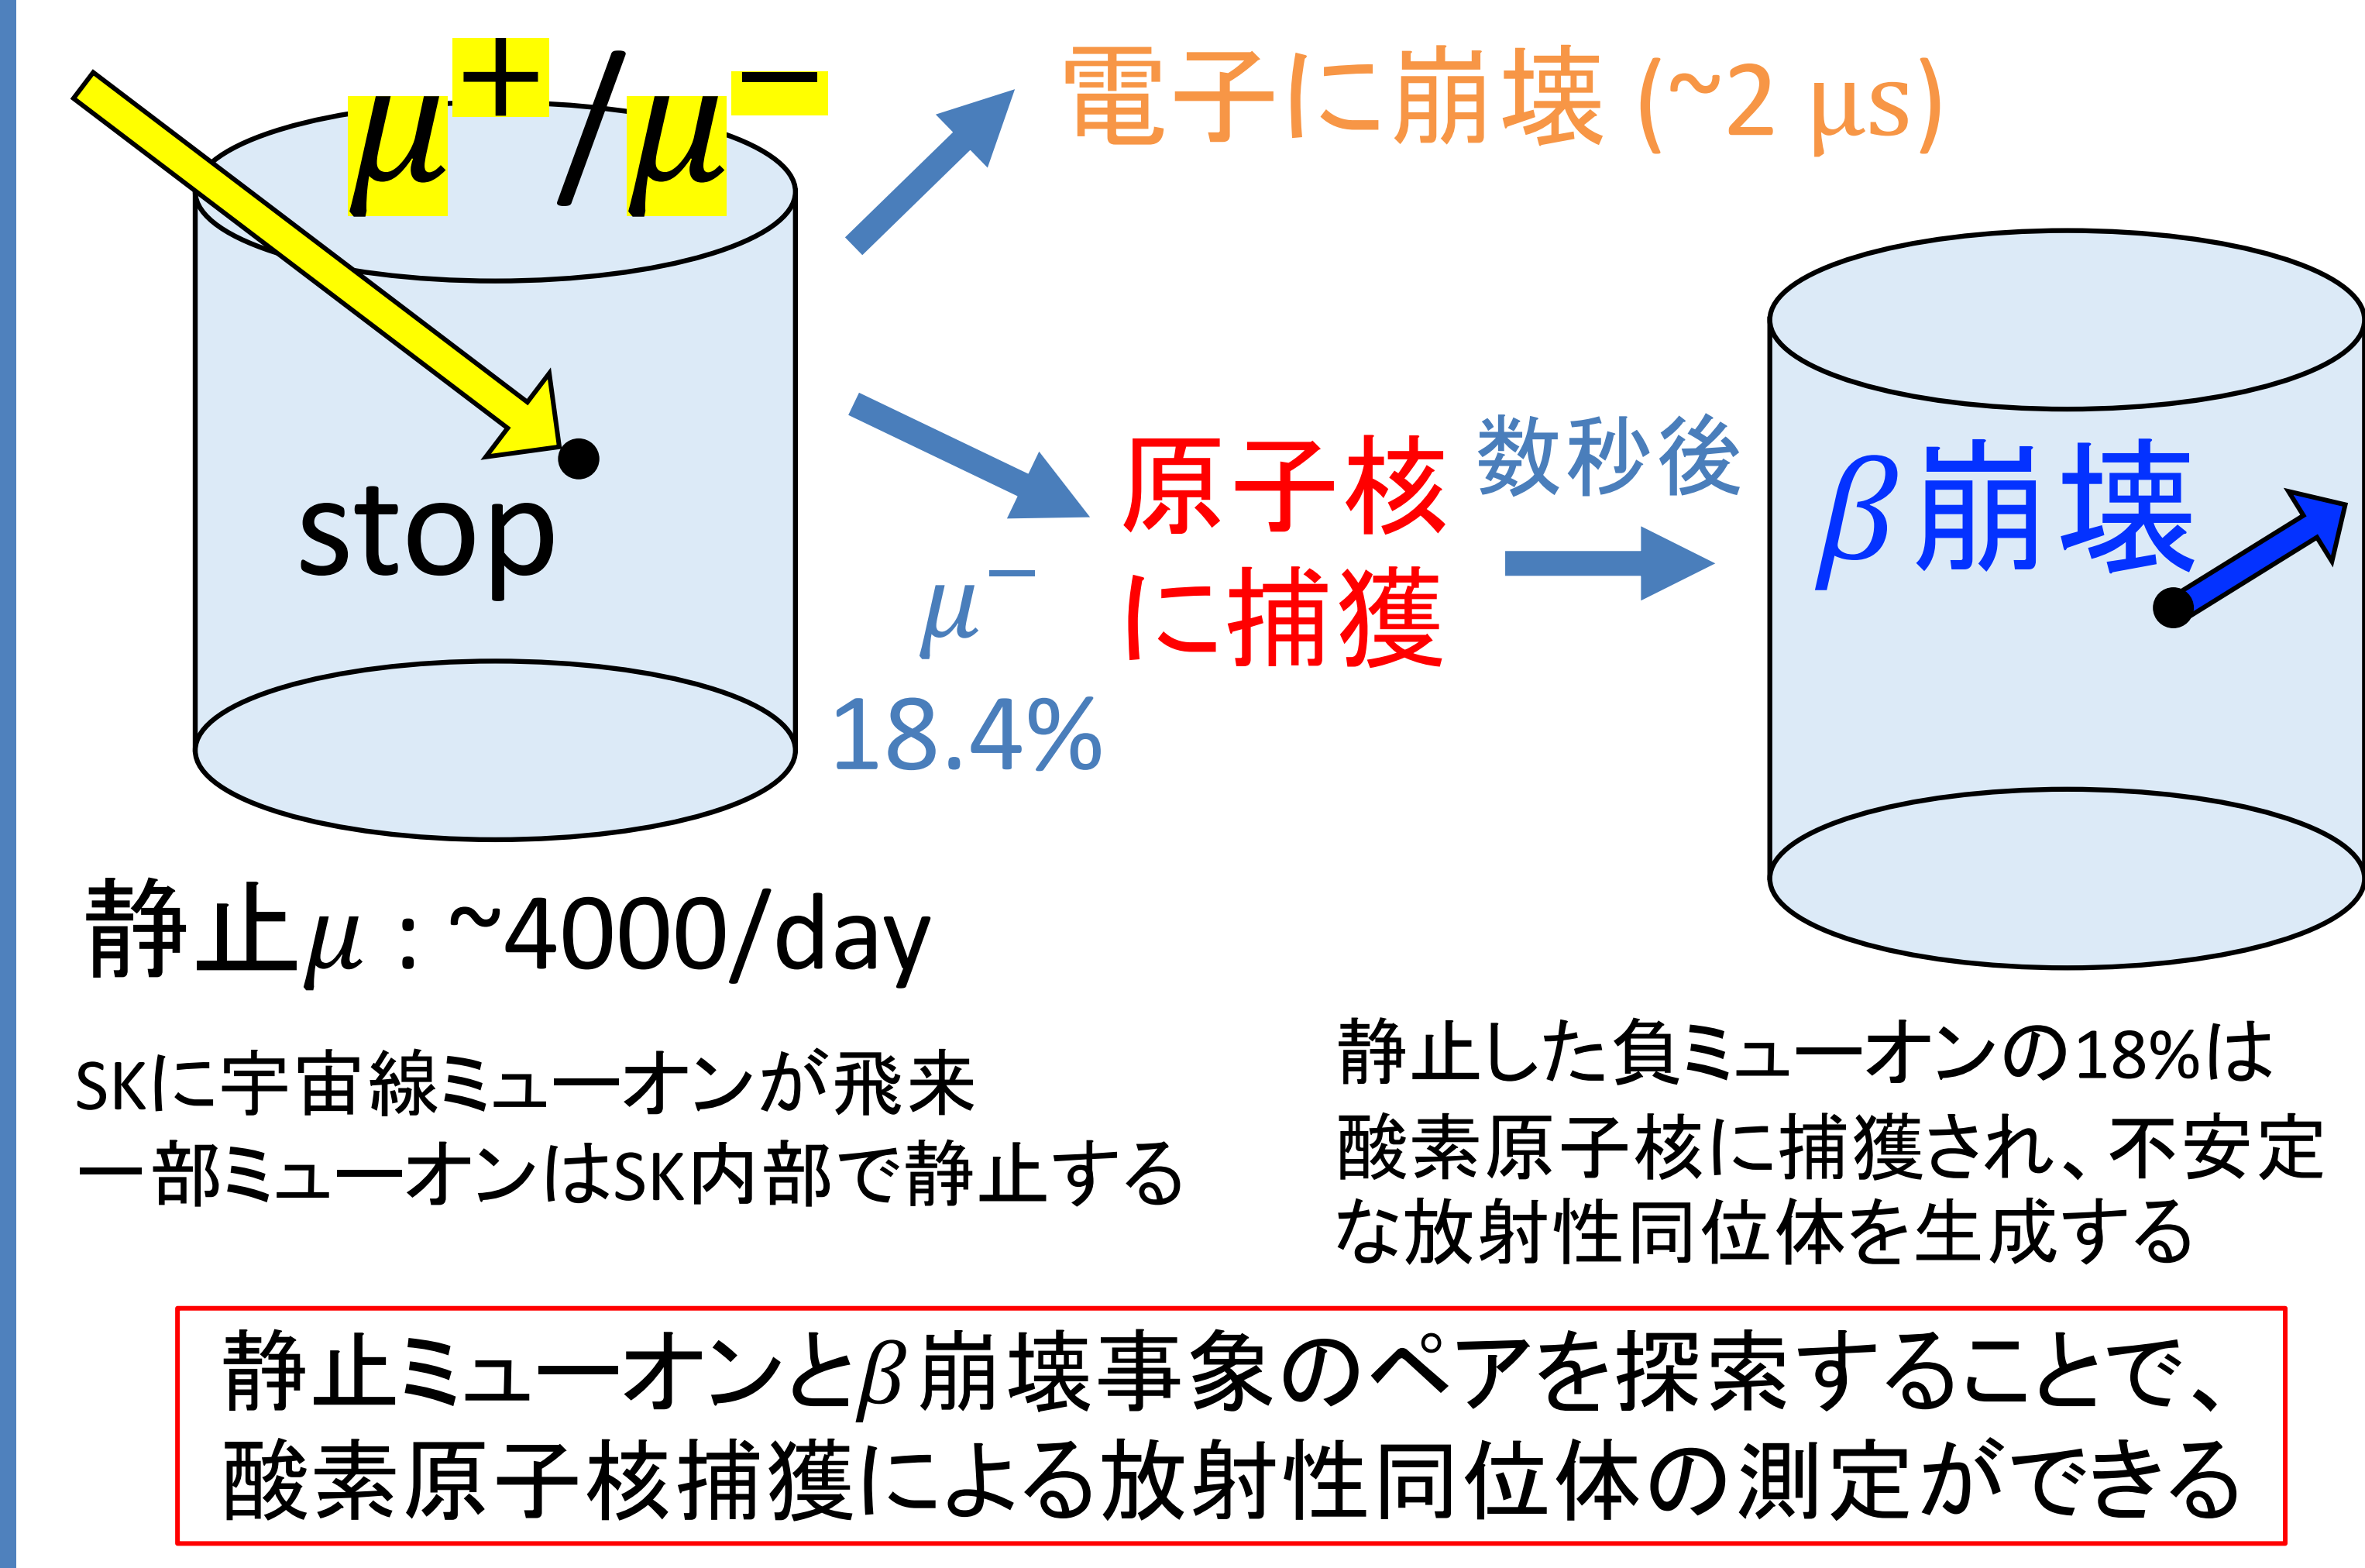 μ⁺/μ⁻
電子に崩壊 (~2 μs)
stop
原子核
に捕獲
μ⁻
18.4%
数秒後
β崩壊
静止μ : ~4000/day
SKに宇宙線ミューオンが飛来
一部ミューオンはSK内部で静止する
静止した負ミューオンの18%は
酸素原子核に捕獲され、不安定
な放射性同位体を生成する
静止ミューオンとβ崩壊事象のペアを探索することで、
酸素原子核捕獲による放射性同位体の測定ができる